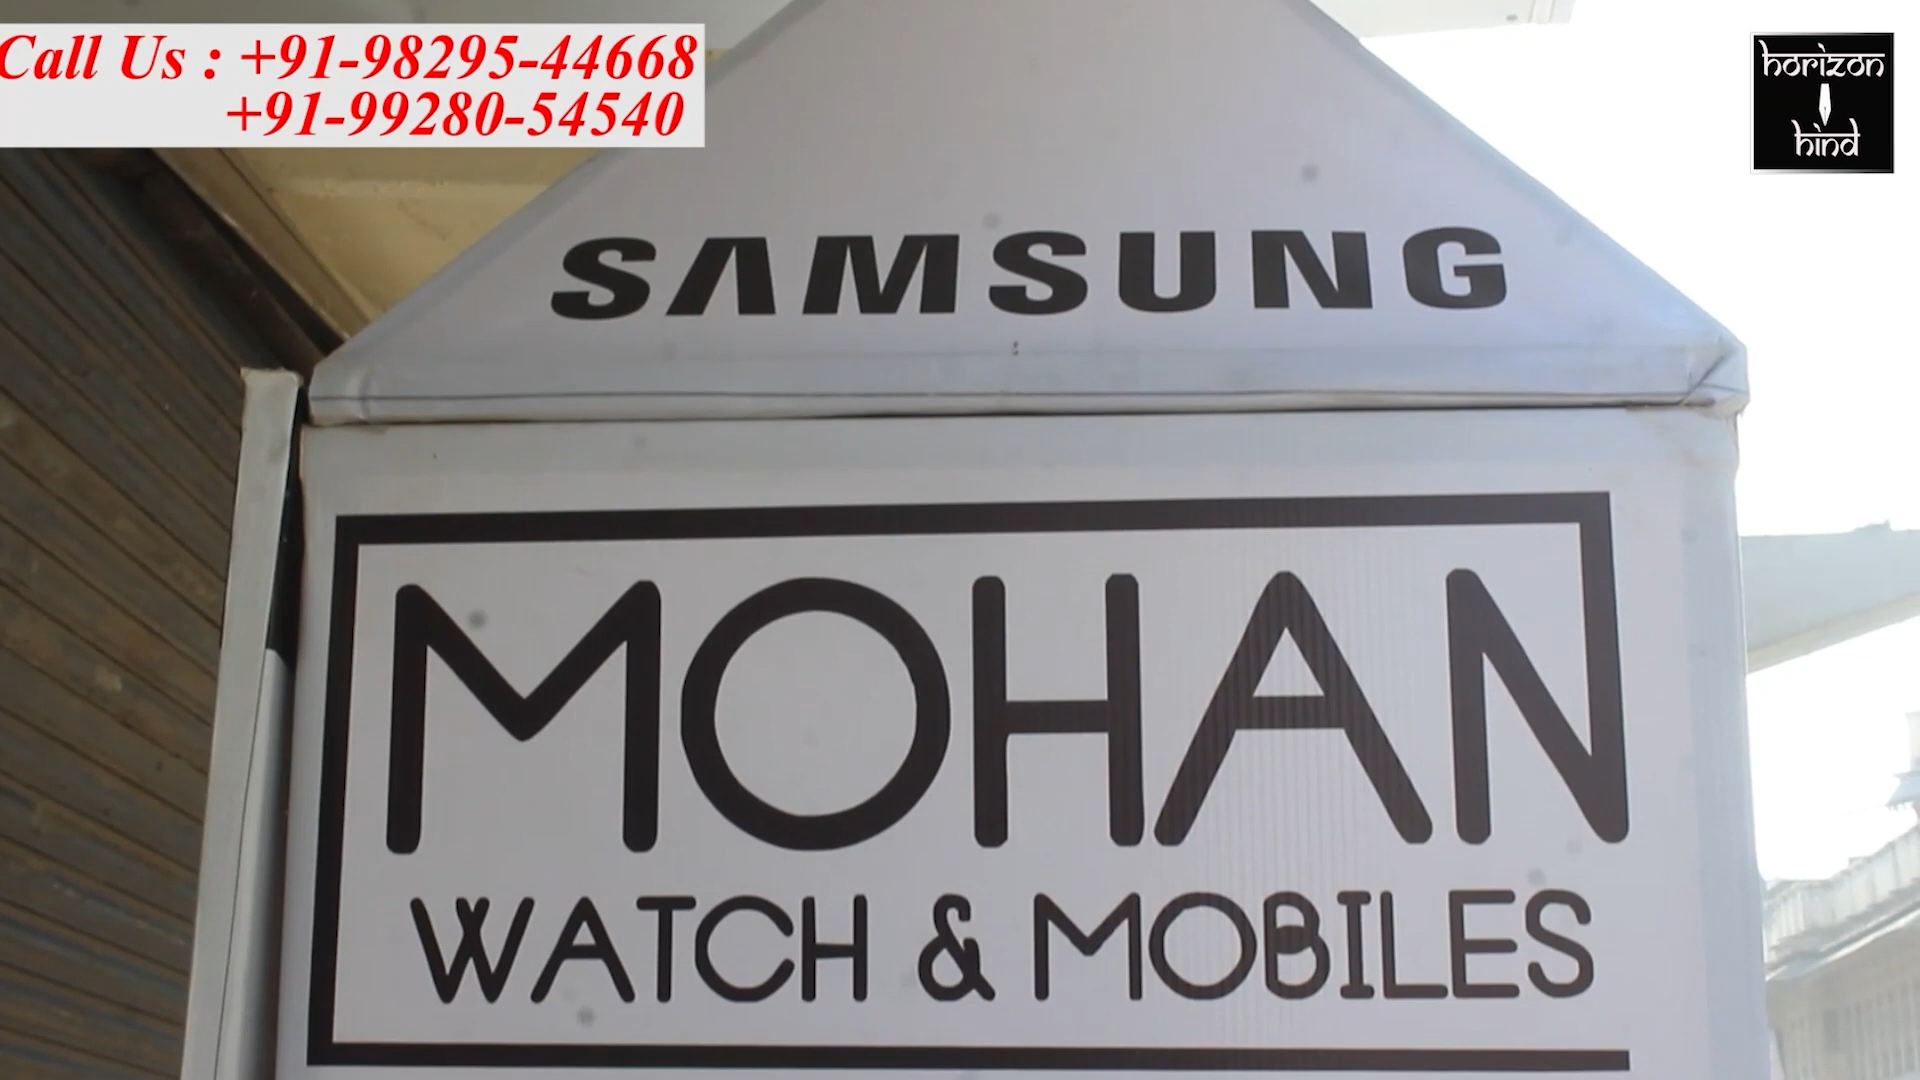 Call Us : +91-98295-44668
+91-99280-54540
horizon
hind
SAMSUNG
MOHAN
WATCH & MOBILES